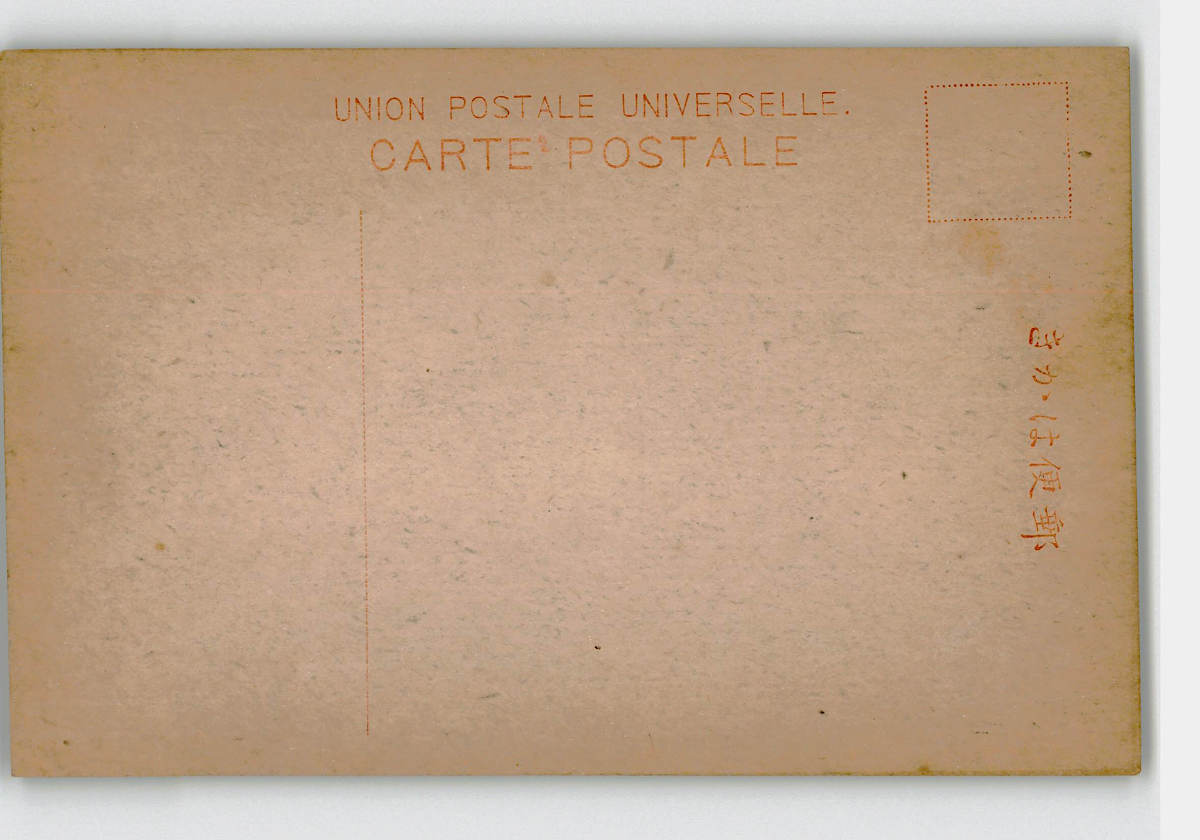 UNION POSTALE UNIVERSELLE.
CARTE POSTALE
郵便はがき